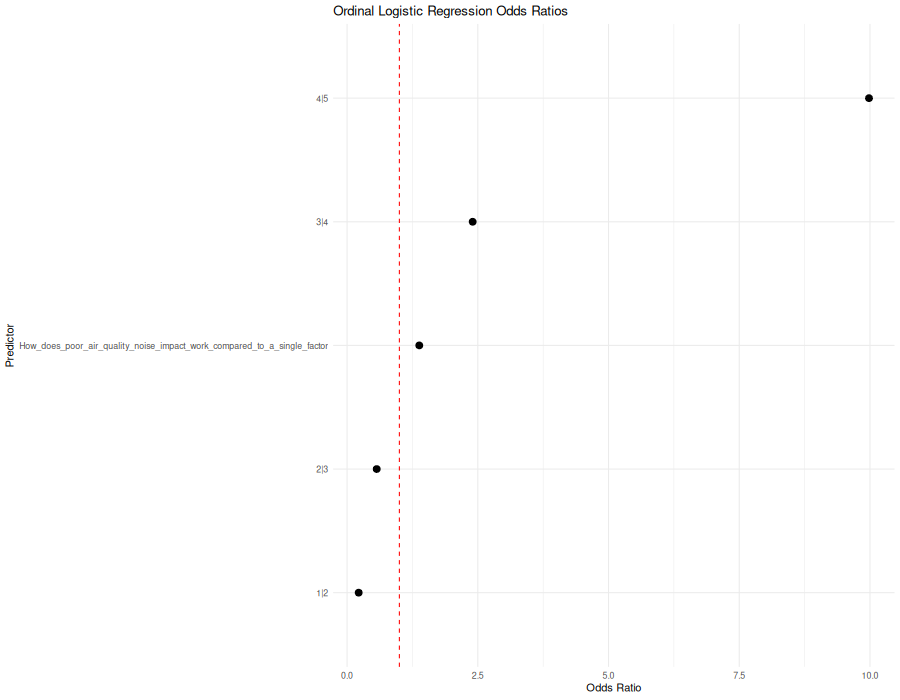 Ordinal Logistic Regression Odds Ratios
4|5
3|4
How_does_poor_air_quality_noise_impact_work_compared_to_a_single_factor
2|3
1|2
Predictor
0.0 2.5 5.0 7.5 10.0
Odds Ratio